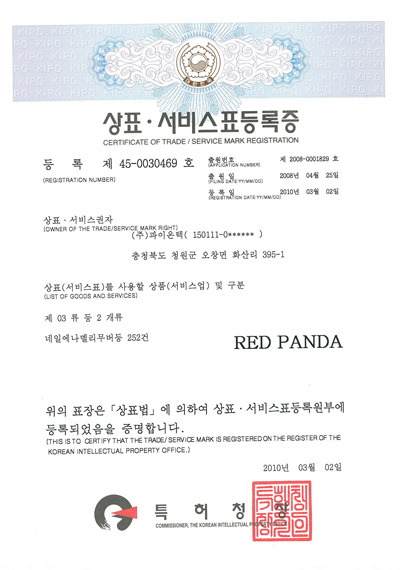 KIPO KIPO KIPO KIPO KIPO KIPO
상표 · 서비스표등록증
CERTIFICATE OF TRADE / SERVICE MARK REGISTRATION
등 록 제 45-0030469 호
(REGISTRATION NUMBER)
출원번호 제 2008-0001829 호
(APPLICATION NUMBER)
출 원 일 2008년 04월 25일
(FILING DATE:YY/MM/DD)
등 록 일 2010년 03월 02일
(REGISTRATION DATE:YY/MM/DD)
상표 · 서비스권자
(OWNER OF THE TRADE/SERVICE MARK RIGHT)
(주)파이온텍( 150111-0****** )
충청북도 청원군 오창면 화산리 395-1
상표(서비스표)를 사용할 상품(서비스업) 및 구분
(LIST OF GOODS AND SERVICES)
제 03 류 등 2 개류
네일에나멜리무버등 252건
RED PANDA
위의 표장은 「상표법」에 의하여 상표 · 서비스표등록원부에
등록되었음을 증명합니다.
(THIS IS TO CERTIFY THAT THE TRADE/ SERVICE MARK IS REGISTERED ON THE REGISTER OF THE
KOREAN INTELLECTUAL PROPERTY OFFICE.)
2010년 03월 02일
특 허 청 장
COMMISSIONER, THE KOREAN INTELLECTUAL PROPERTY OFFICE